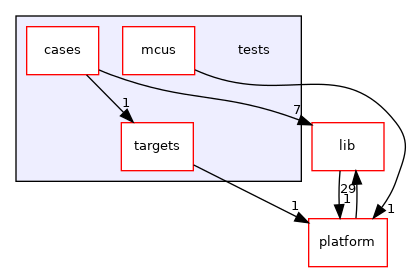 cases
mcus
tests
1
7
targets
lib
29
1
1
1
platform